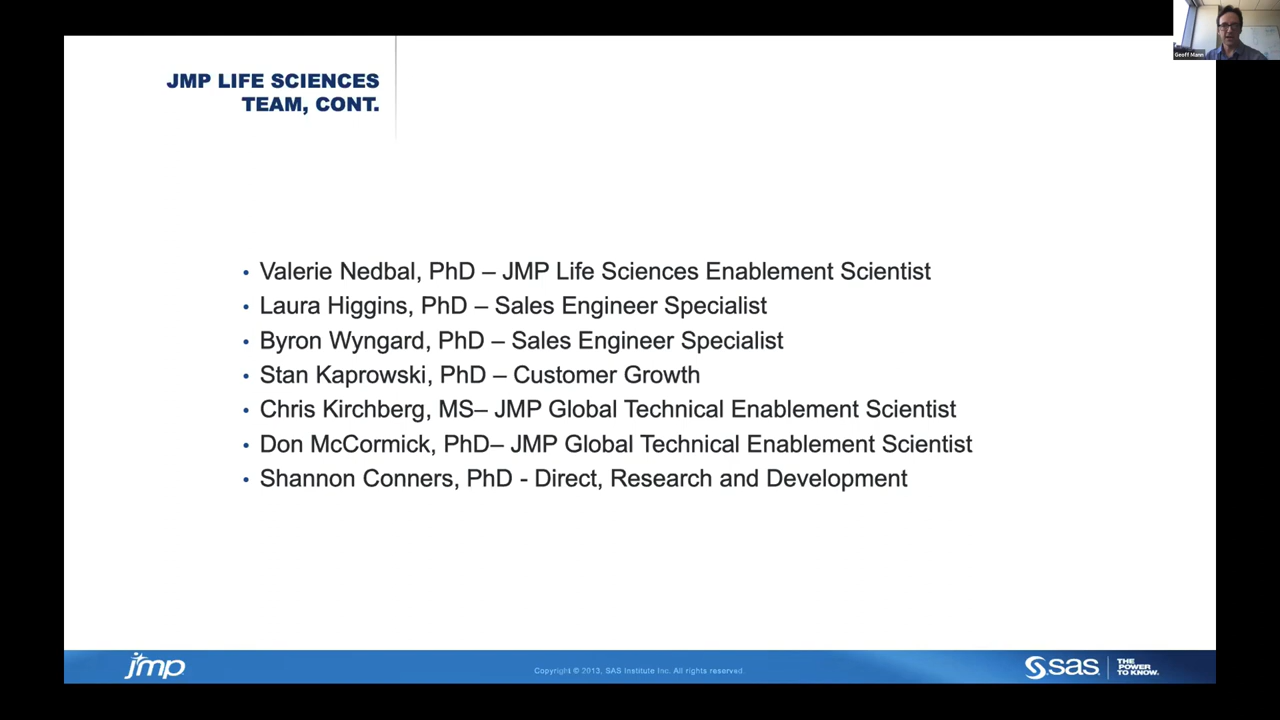 Geoff Mann
JMP LIFE SCIENCES
TEAM, CONT.
• Valerie Nedbal, PhD – JMP Life Sciences Enablement Scientist
• Laura Higgins, PhD – Sales Engineer Specialist
• Byron Wyngard, PhD – Sales Engineer Specialist
• Stan Kaprowski, PhD – Customer Growth
• Chris Kirchberg, MS– JMP Global Technical Enablement Scientist
• Don McCormick, PhD– JMP Global Technical Enablement Scientist
• Shannon Conners, PhD - Direct, Research and Development
jmp
Copyright © 2013, SAS Institute Inc. All rights reserved.
sas
THE
POWER
TO KNOW.